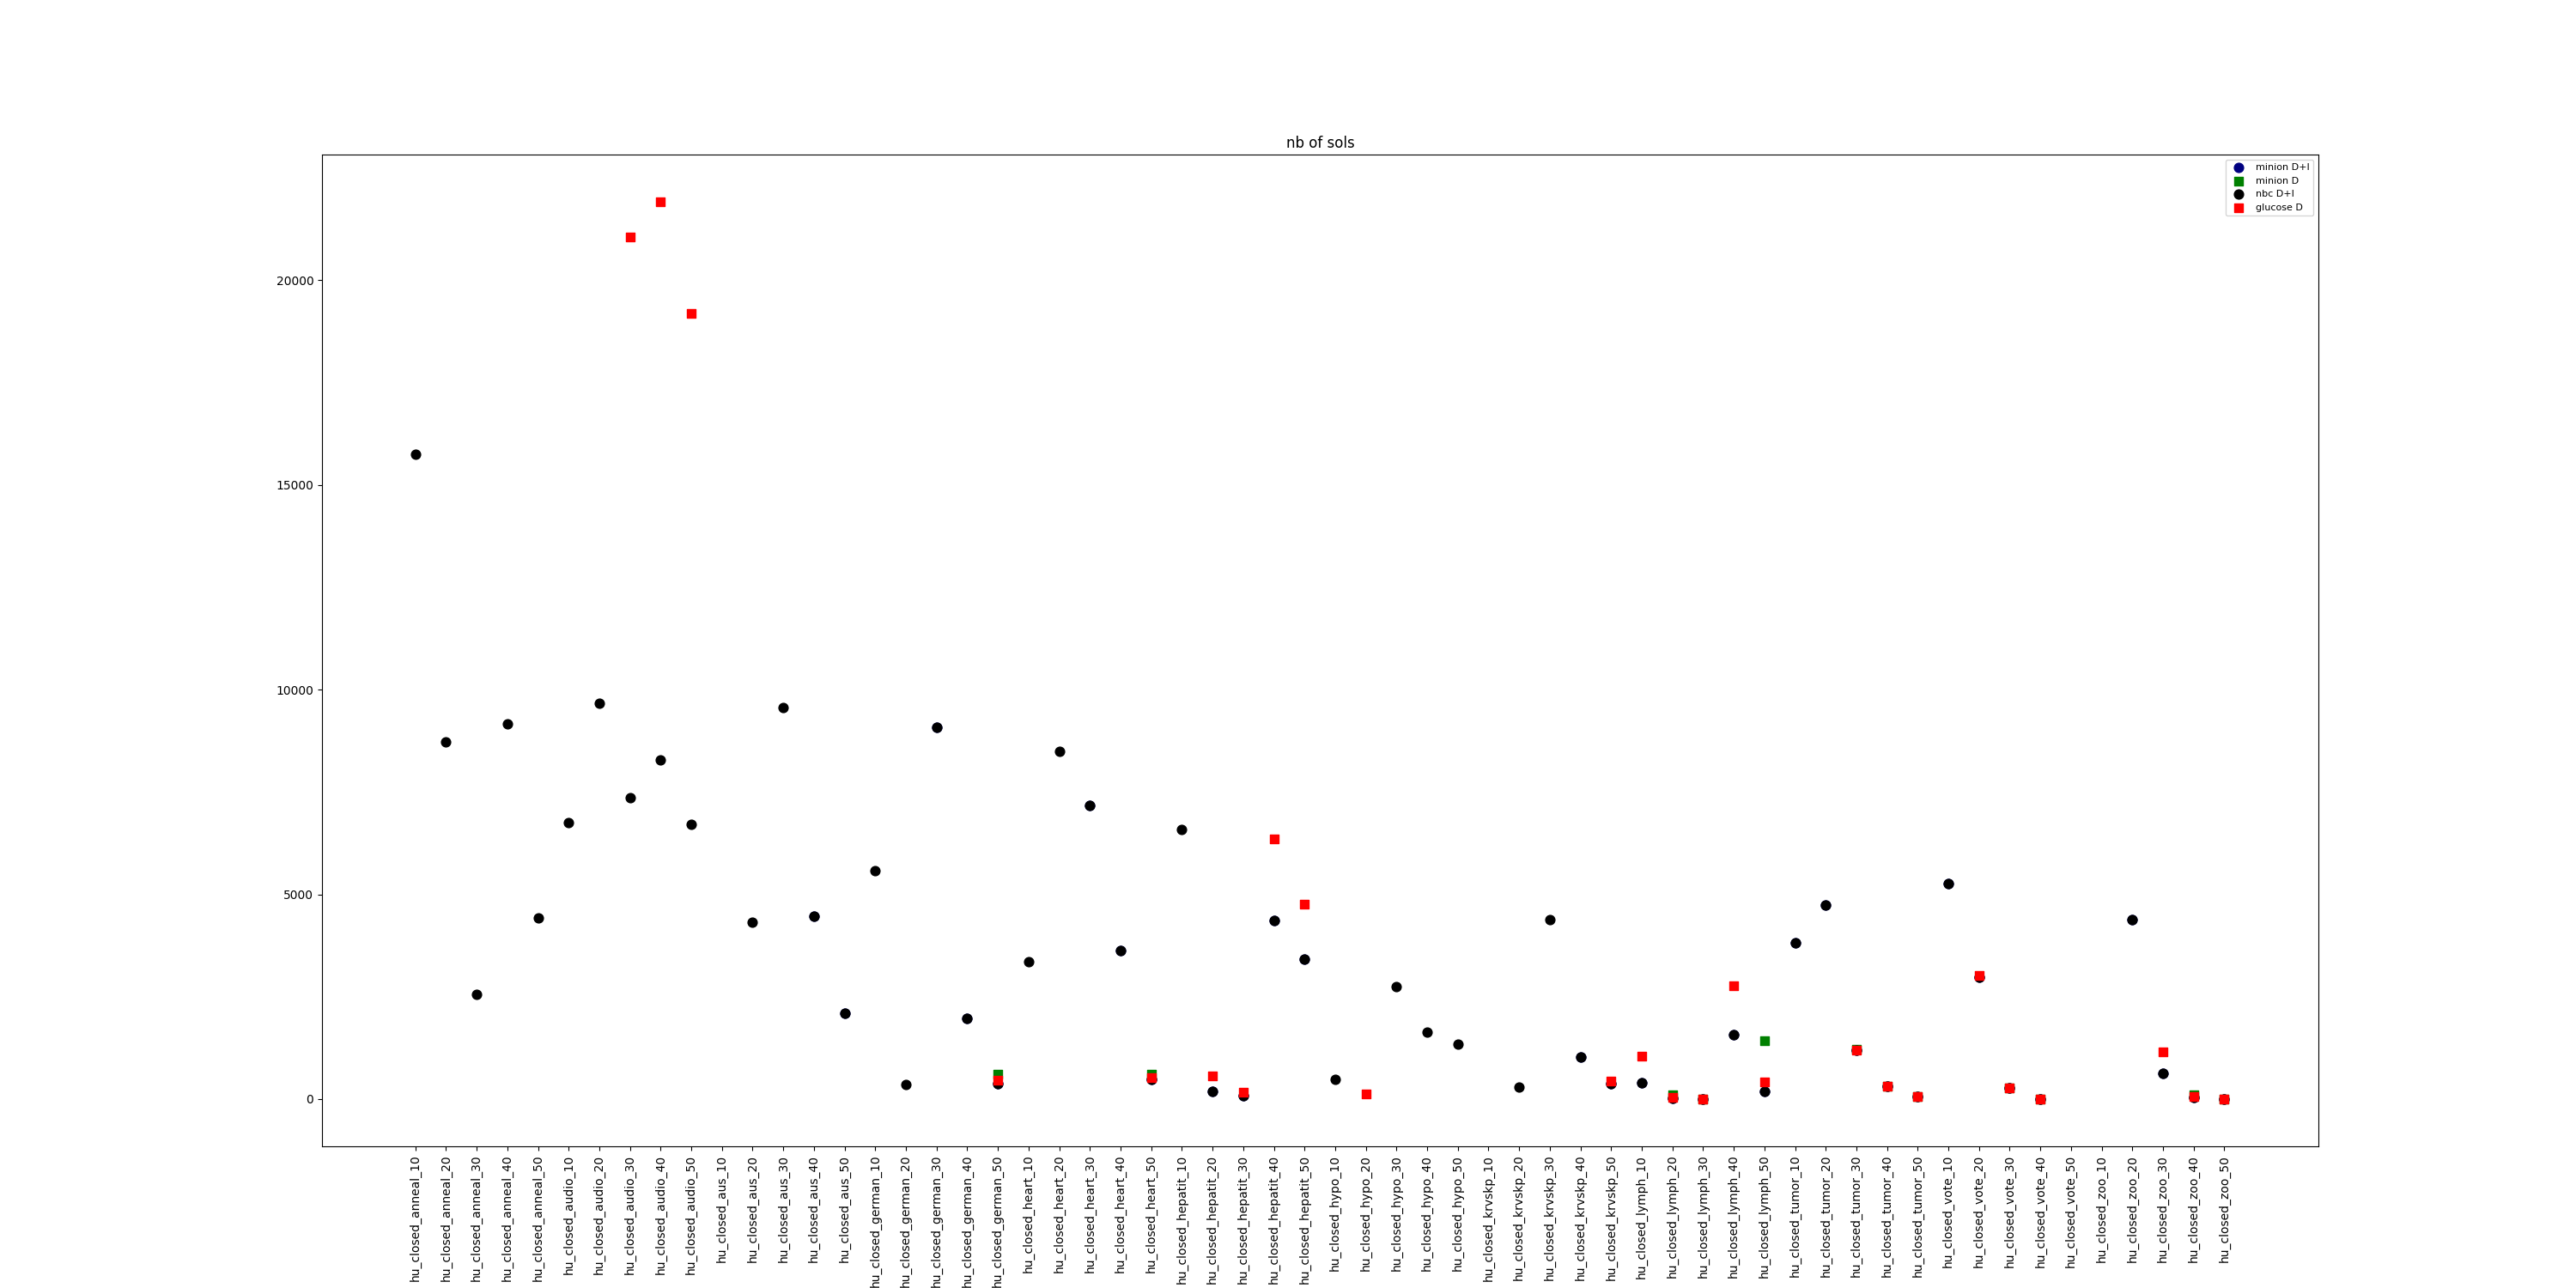 nb of sols
minion D+I
minion D
nbc D+I
glucose D
20000
15000
10000
5000
0
hu_closed_anneal_10
hu_closed_anneal_20
hu_closed_anneal_30
hu_closed_anneal_40
hu_closed_anneal_50
hu_closed_audio_10
hu_closed_audio_20
hu_closed_audio_30
hu_closed_audio_40
hu_closed_audio_50
hu_closed_aus_10
hu_closed_aus_20
hu_closed_aus_30
hu_closed_aus_40
hu_closed_aus_50
hu_closed_german_10
hu_closed_german_20
hu_closed_german_30
hu_closed_german_40
hu_closed_german_50
hu_closed_heart_10
hu_closed_heart_20
hu_closed_heart_30
hu_closed_heart_40
hu_closed_heart_50
hu_closed_hepatit_10
hu_closed_hepatit_20
hu_closed_hepatit_30
hu_closed_hepatit_40
hu_closed_hepatit_50
hu_closed_hypo_10
hu_closed_hypo_20
hu_closed_hypo_30
hu_closed_hypo_40
hu_closed_hypo_50
hu_closed_krvskp_10
hu_closed_krvskp_20
hu_closed_krvskp_30
hu_closed_krvskp_40
hu_closed_krvskp_50
hu_closed_lymph_10
hu_closed_lymph_20
hu_closed_lymph_30
hu_closed_lymph_40
hu_closed_lymph_50
hu_closed_tumor_10
hu_closed_tumor_20
hu_closed_tumor_30
hu_closed_tumor_40
hu_closed_tumor_50
hu_closed_vote_10
hu_closed_vote_20
hu_closed_vote_30
hu_closed_vote_40
hu_closed_vote_50
hu_closed_zoo_10
hu_closed_zoo_20
hu_closed_zoo_30
hu_closed_zoo_40
hu_closed_zoo_50